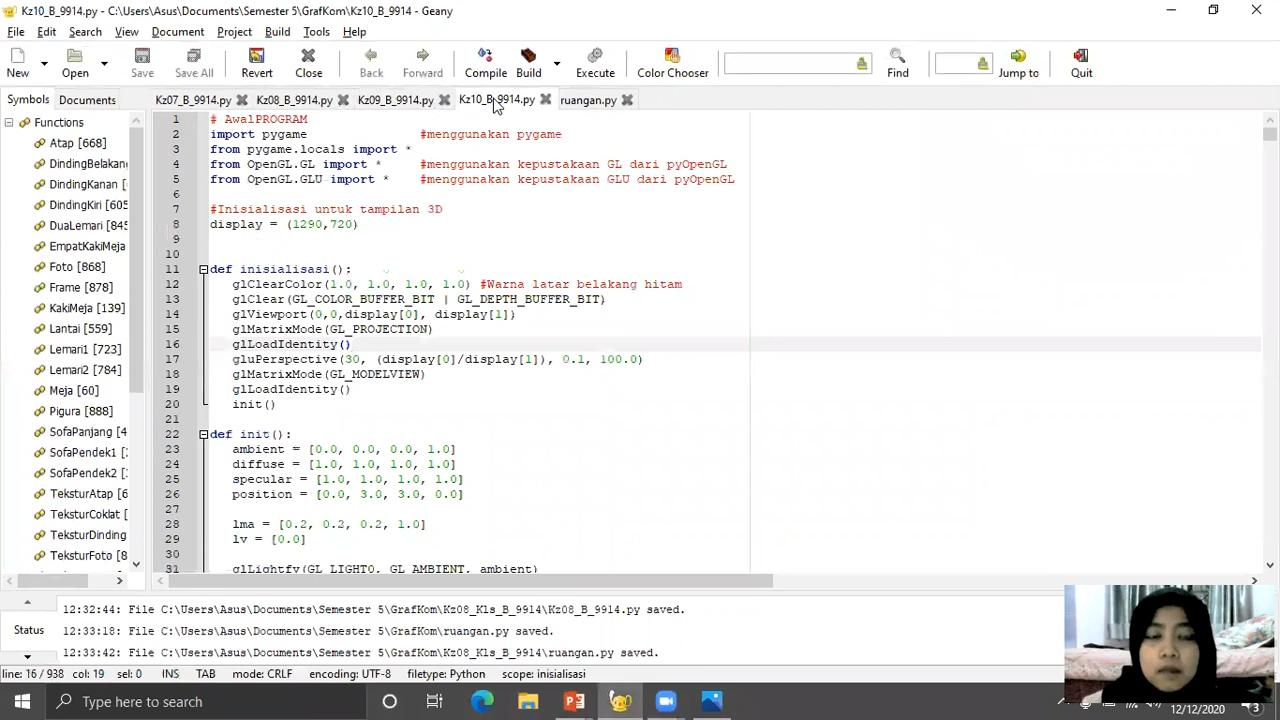 Kz10_B_9914.py - C:\Users\Asus\Documents\Semester 5\GrafKom - Geany
File Edit Search View Document Project Build Tools Help
New Open Save Save All Revert Close Back Forward Compile Build Execute Color Chooser Find Jump to Quit
Symbols Documents Kz07_B_9914.py Kz08_B_9914.py Kz09_B_9914.py Kz10_B_9914.py ruangan.py
Functions
Atap [668]
DindingBelakang
DindingKanan [
DindingKiri [605
DuaLemari [845
EmpatKakiMeja
Foto [868]
Frame [878]
KakiMeja [139]
Lantai [559]
Lemari1 [723]
Lemari2 [784]
Meja [60]
Pigura [888]
SofaPanjang [4
SofaPendek1 [
SofaPendek2 [
TeksturAtap [6
TeksturCoklat [
TeksturDinding
TeksturFoto [8
1 # AwalPROGRAM
2 import pygame #menggunakan pygame
3 from pygame.locals import *
4 from OpenGL.GL import * #menggunakan kepustakaan GL dari pyOpenGL
5 from OpenGL.GLU import * #menggunakan kepustakaan GLU dari pyOpenGL
6
7 #Inisialisasi untuk tampilan 3D
8 display = (1290,720)
9
10
11 def inisialisasi():
12 glClearColor(1.0, 1.0, 1.0, 1.0) #Warna latar belakang hitam
13 glClear(GL_COLOR_BUFFER_BIT | GL_DEPTH_BUFFER_BIT)
14 glViewport(0,0,display[0], display[1])
15 glMatrixMode(GL_PROJECTION)
16 glLoadIdentity()
17 gluPerspective(30, (display[0]/display[1]), 0.1, 100.0)
18 glMatrixMode(GL_MODELVIEW)
19 glLoadIdentity()
20 init()
21
22 def init():
23 ambient = [0.0, 0.0, 0.0, 1.0]
24 diffuse = [1.0, 1.0, 1.0, 1.0]
25 specular = [1.0, 1.0, 1.0, 1.0]
26 position = [0.0, 3.0, 3.0, 0.0]
27
28 lma = [0.2, 0.2, 0.2, 1.0]
29 lv = [0.0]
30
31 glLightfv(GL_LIGHT0, GL_AMBIENT, ambient)
Status
12:32:44: File C:\Users\Asus\Documents\Semester 5\GrafKom\Kz08_Kls_B_9914\Kz08_B_9914.py saved.
12:33:18: File C:\Users\Asus\Documents\Semester 5\GrafKom\ruangan.py saved.
12:33:42: File C:\Users\Asus\Documents\Semester 5\GrafKom\Kz08_Kls_B_9914\ruangan.py saved.
line: 16 / 938 col: 19 sel: 0 INS TAB mode: CRLF encoding: UTF-8 filetype: Python scope: inisialisasi
Type here to search
12/12/2020
3